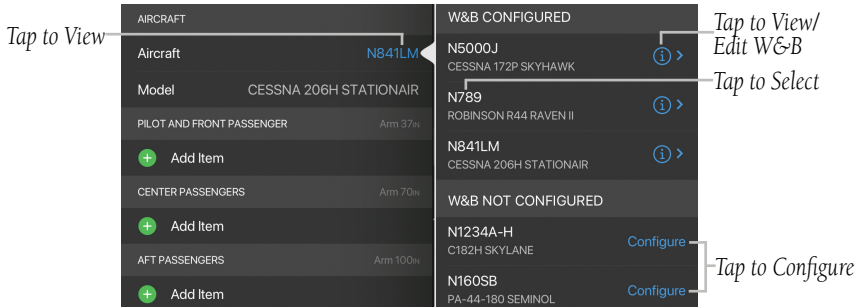 Tap to View
AIRCRAFT
Aircraft N841LM
Model CESSNA 206H STATIONAIR
PILOT AND FRONT PASSENGER Arm 37IN
Add Item
CENTER PASSENGERS Arm 70IN
Add Item
AFT PASSENGERS Arm 100IN
Add Item
W&B CONFIGURED
N5000J
CESSNA 172P SKYHAWK
N789
ROBINSON R44 RAVEN II
N841LM
CESSNA 206H STATIONAIR
W&B NOT CONFIGURED
N1234A-H
C182H SKYLANE
Configure
N160SB
PA-44-180 SEMINOL
Configure
Tap to View/
Edit W&B
Tap to Select
Tap to Configure